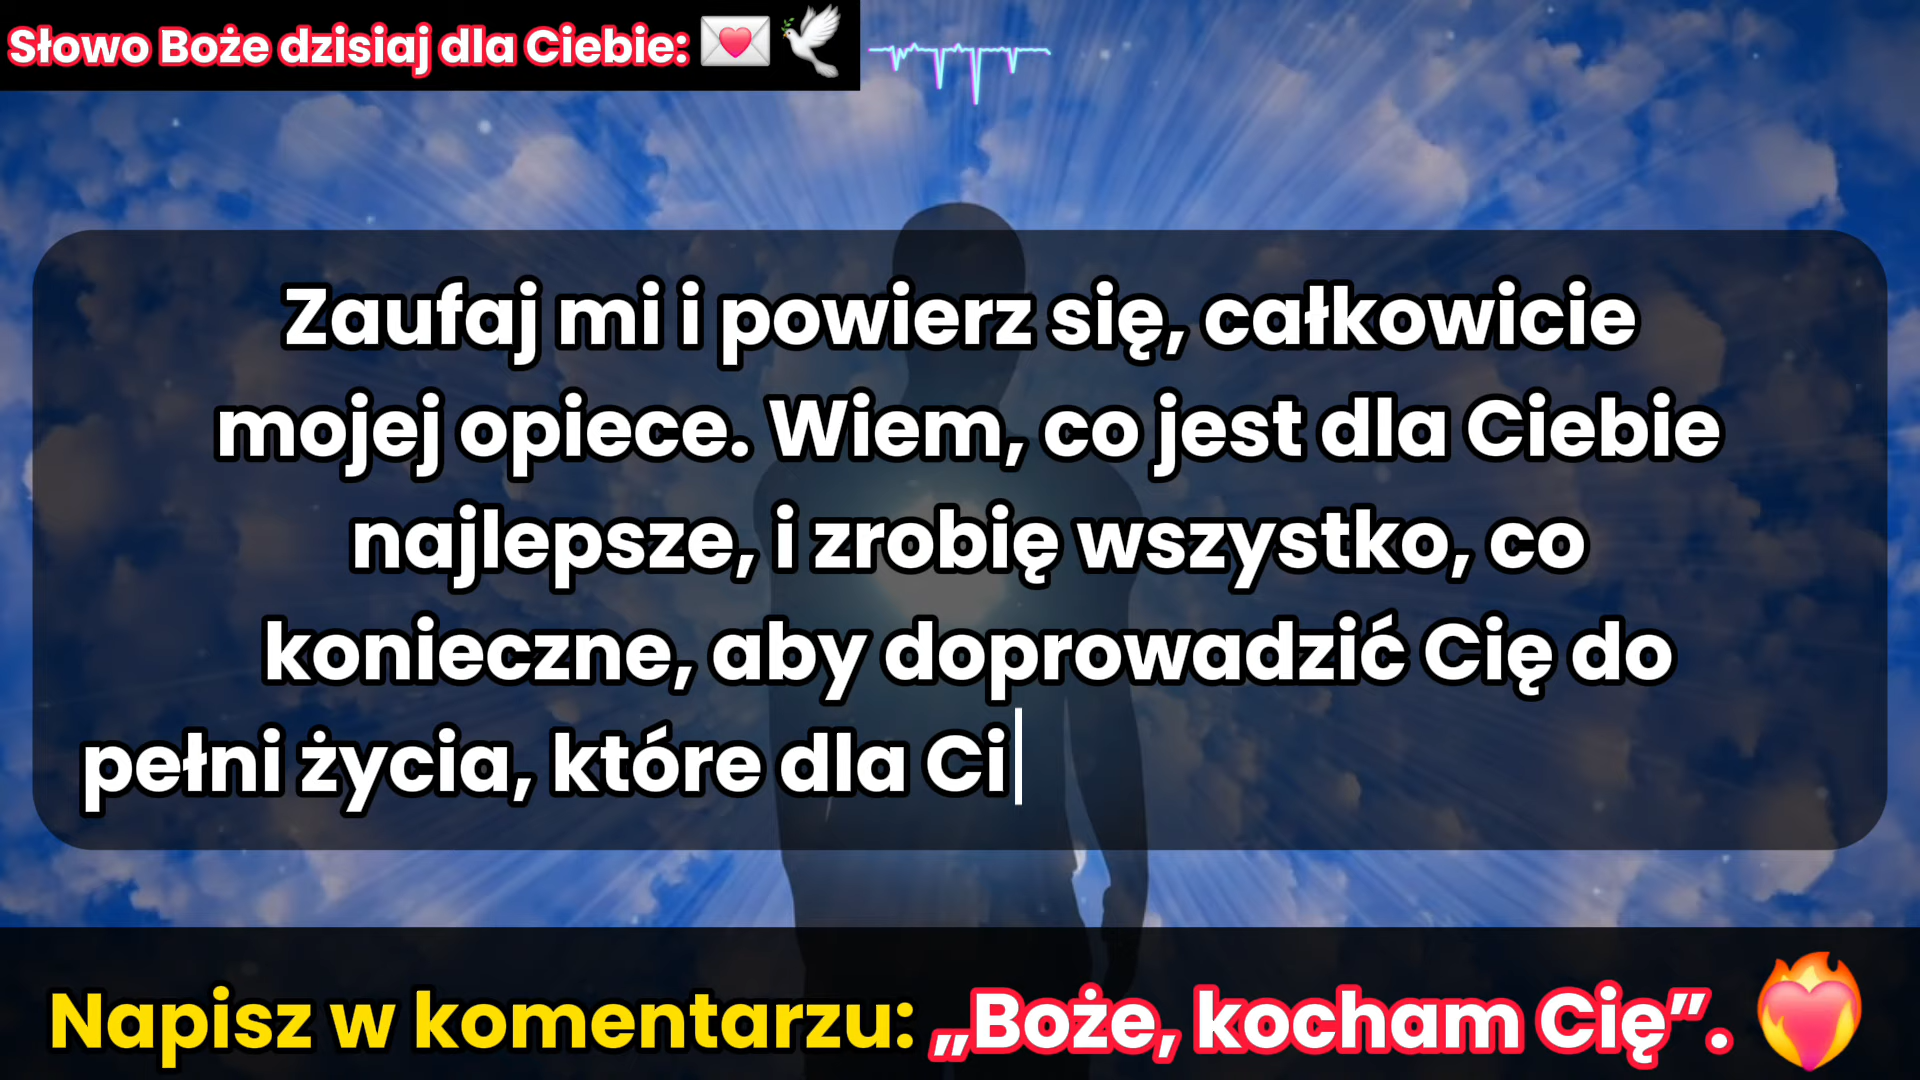 Słowo Boże dzisiaj dla Ciebie:
Zaufaj mi i powierz się, całkowicie
mojej opiece. Wiem, co jest dla Ciebie
najlepsze, i zrobię wszystko, co
konieczne, aby doprowadzić Cię do
pełni życia, które dla Ci
Napisz w komentarzu: „Boże, kocham Cię”.